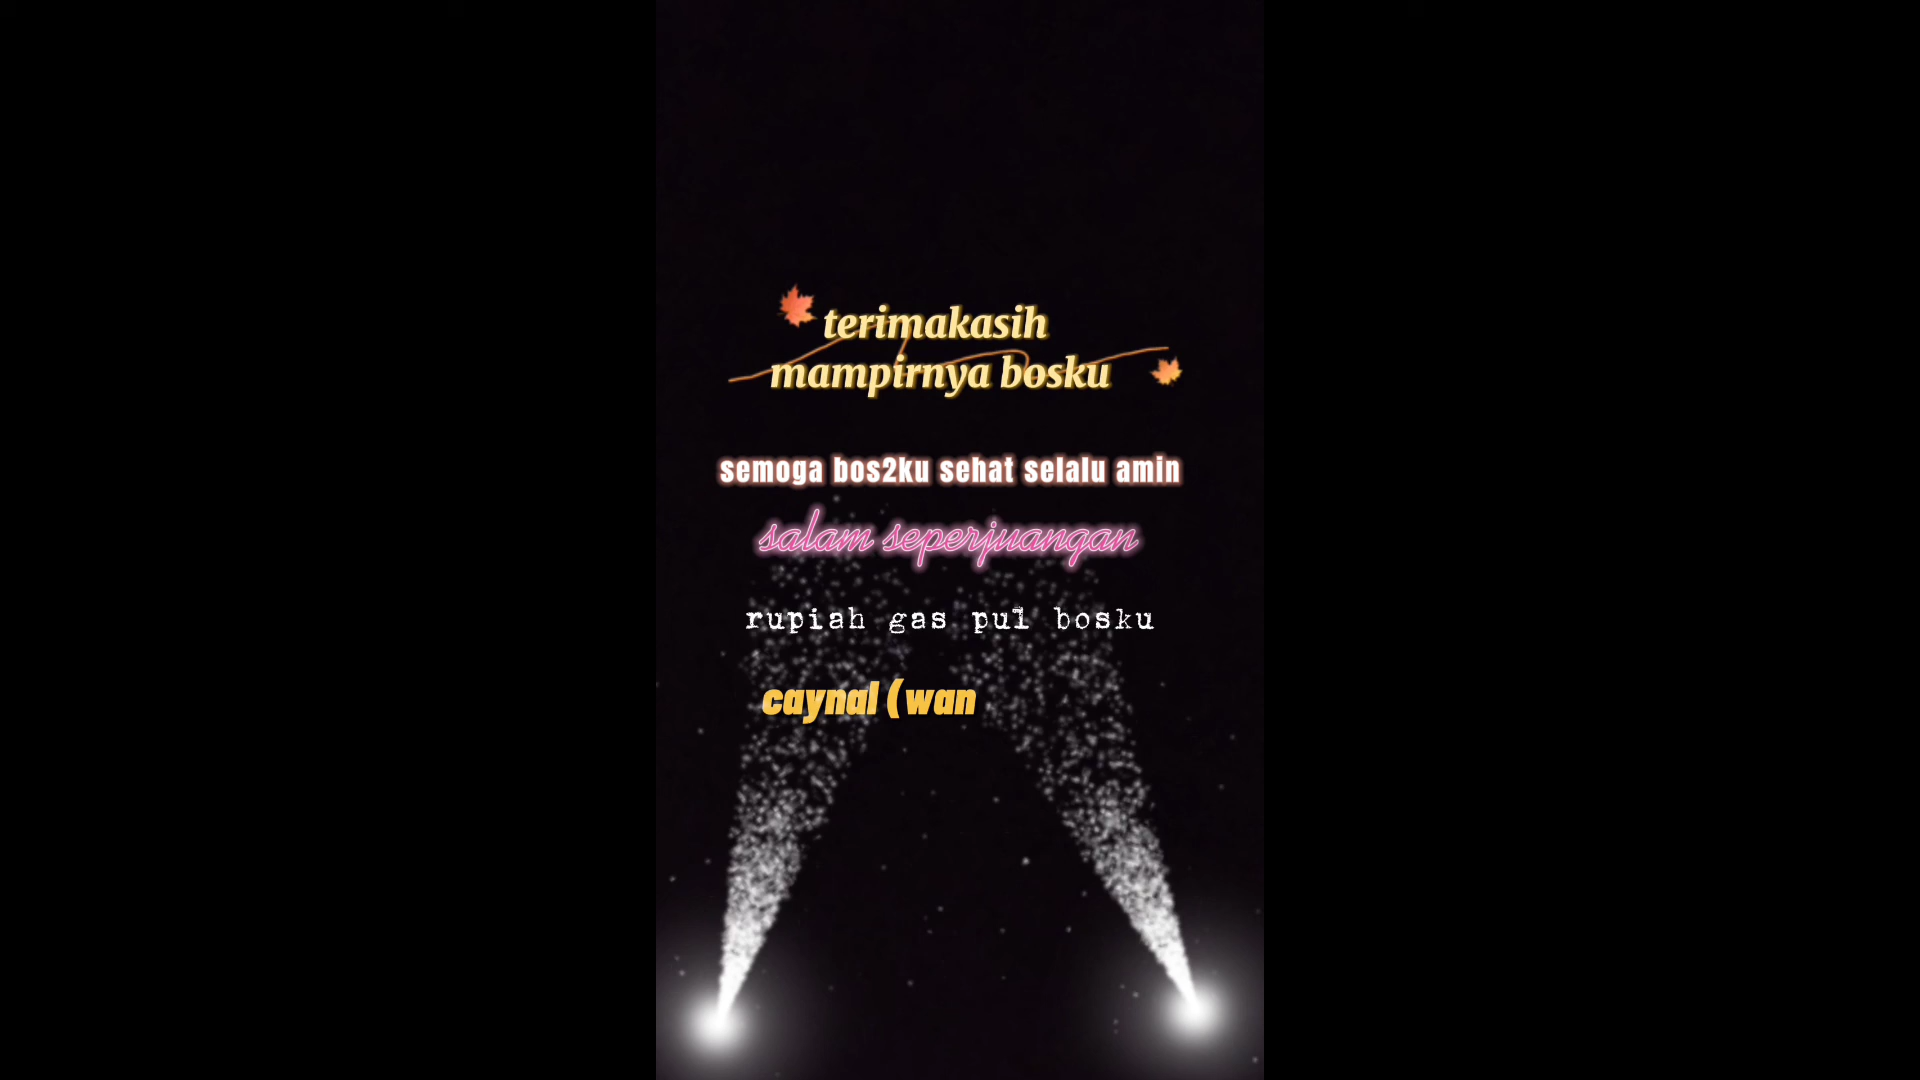 terimakasih
mampirnya bosku
semoga bos2ku sehat selalu amin
salam seperjuangan
rupiah gas pul bosku
caynal (wan